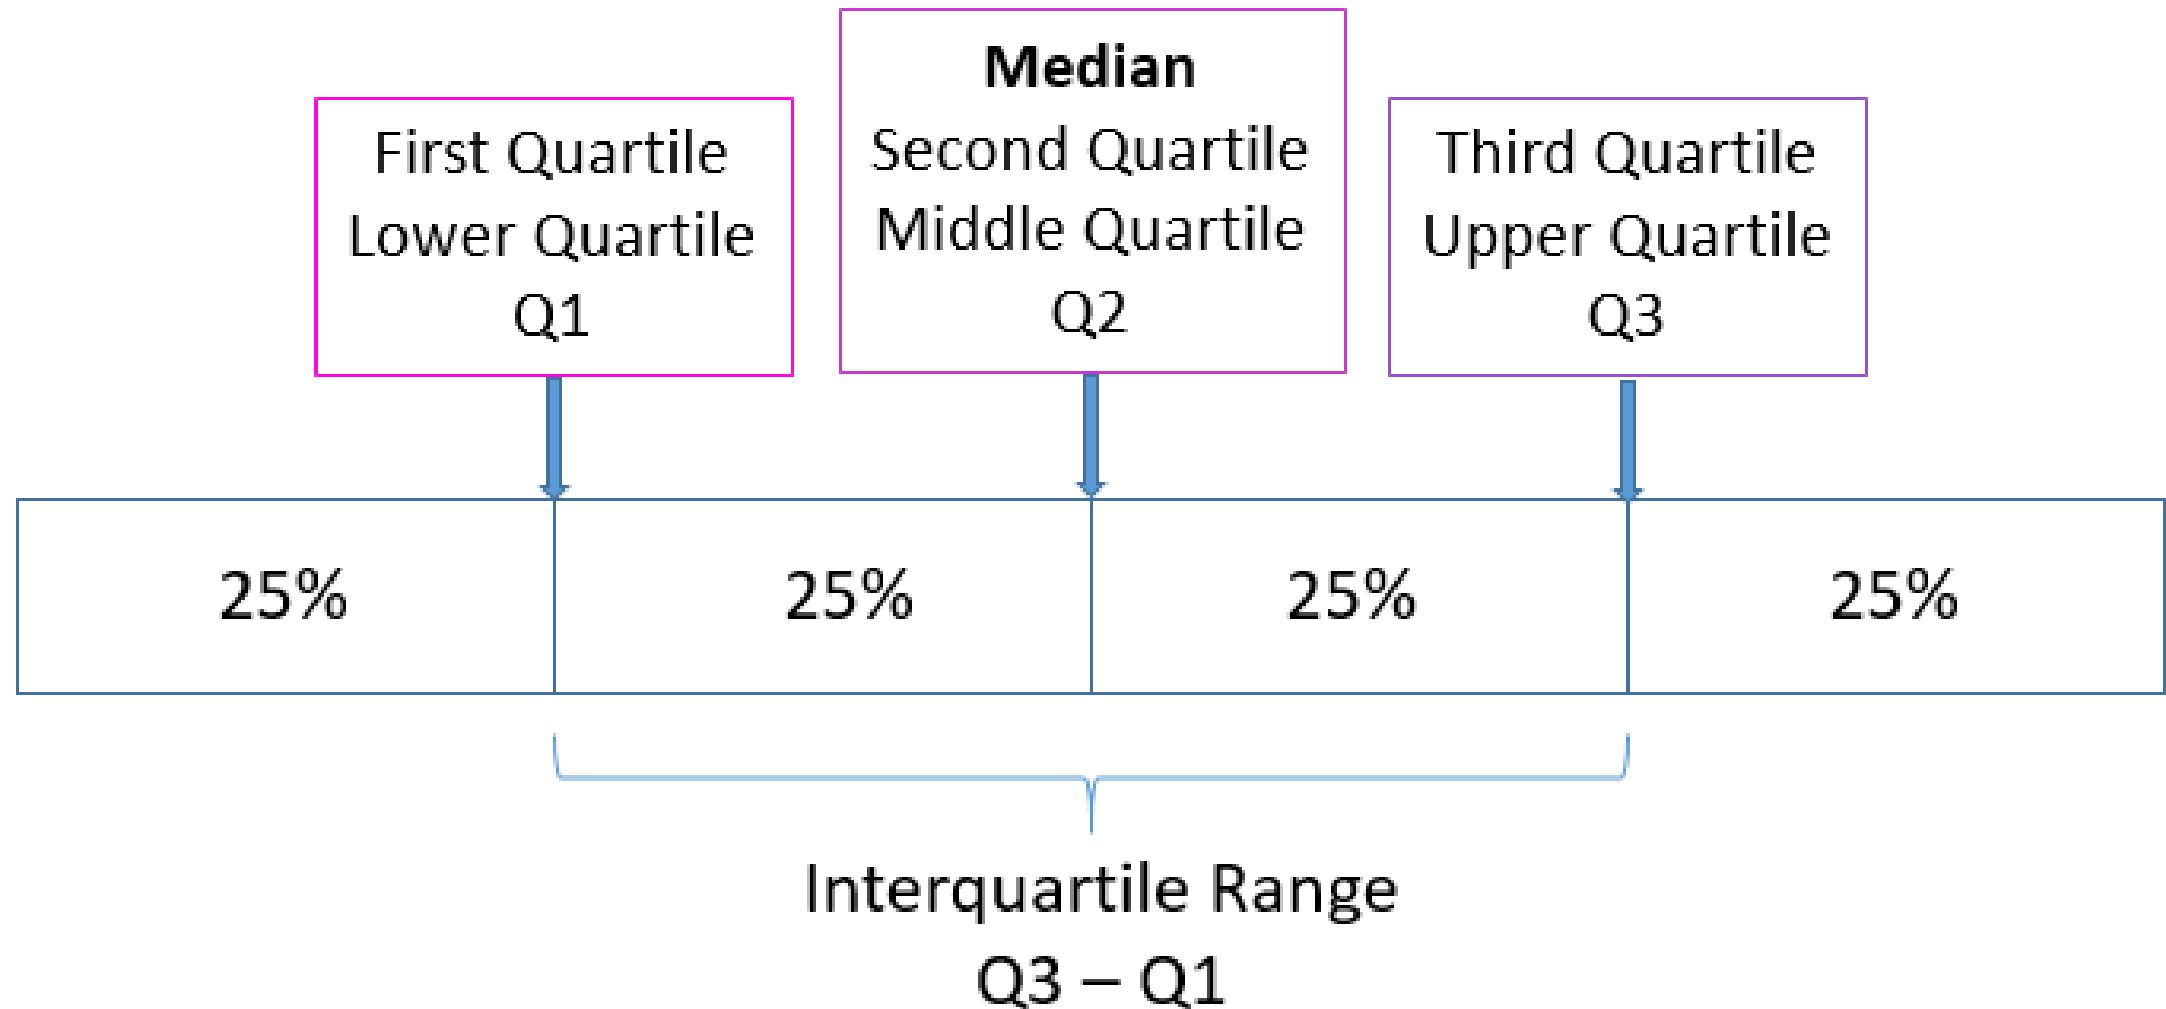 Median
Second Quartile
Middle Quartile
Q2
First Quartile
Lower Quartile
Q1
Third Quartile
Upper Quartile
Q3
25%
25%
25%
25%
Interquartile Range
Q3 – Q1